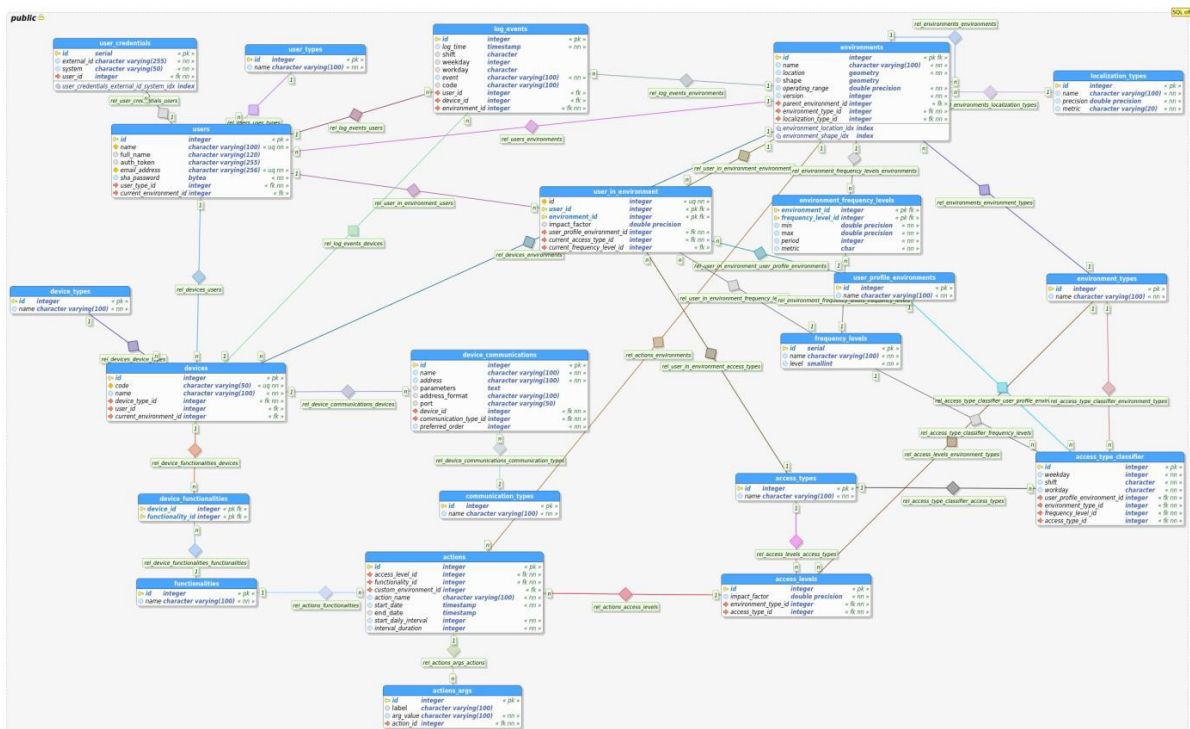 public
SQL off
user_credentials
id serial « pk »
external_id character varying(255) « nn »
system character varying(50) « nn »
user_id integer « fk nn »
user_credentials_external_id_system_idx index
user_types
id integer « pk »
name character varying(100) « nn »
log_events
id integer « pk »
log_time timestamp « nn »
shift character
weekday integer
workday character
event character varying(100) « nn »
code character varying(100) « nn »
user_id integer « fk »
device_id integer « fk »
environment_id integer « fk nn »
rel_environments_environments
environments
id integer « pk »
name character varying(100) « nn »
location geometry « nn »
shape geometry
operating_range double precision « nn »
version integer « nn »
parent_environment_id integer « fk »
environment_type_id integer « fk nn »
localization_type_id integer « fk nn »
environment_location_idx index
environment_shape_idx index
localization_types
id integer « pk »
name character varying(100) « nn »
precision double precision « nn »
metric character varying(20) « nn »
rel_log_events_environments
environments_localization_types
rel_log_events_users
rel_users_environments
users
id integer « pk »
name character varying(100) « uq nn »
full_name character varying(120)
auth_token character varying(255)
email_address character varying(256) « uq nn »
sha_password bytea « nn »
user_type_id integer « fk nn »
current_environment_id integer « fk »
rel_user_in_environment_users
user_in_environment
id integer « uq nn »
user_id integer « pk fk »
environment_id integer « pk fk »
impact_factor double precision
user_profile_environment_id integer « fk nn »
current_access_type_id integer « fk nn »
current_frequency_level_id integer « fk »
rel_environment_frequency_levels_environments
environment_frequency_levels
environment_id integer « pk fk »
frequency_level_id integer « pk fk »
min double precision « nn »
max double precision « nn »
period integer « nn »
metric char « nn »
rel_environments_environment_types
rel_log_events_devices
rel_devices_environments
rel_user_in_environment_user_profile_environments
rel_devices_users
device_types
id integer « pk »
name character varying(100) « nn »
user_profile_environments
id integer « pk »
name character varying(100) « nn »
environment_types
id integer « pk »
name character varying(100) « nn »
frequency_levels
id serial « pk »
name character varying(100) « nn »
level smallint « nn »
devices
id integer « pk »
code character varying(50) « uq nn »
name character varying(100) « nn »
device_type_id integer « fk nn »
user_id integer « fk »
current_environment_id integer « fk »
device_communications
id integer « pk »
name character varying(100) « nn »
address character varying(100) « nn »
parameters text
address_format character varying(100)
port character varying(50)
device_id integer « fk nn »
communication_type_id integer « fk nn »
preferred_order integer « nn »
rel_actions_environments
rel_user_in_environment_access_types
rel_device_communications_devices
rel_access_type_classifier_environment_types
rel_access_type_classifier_frequency_levels
rel_access_levels_environment_types
rel_device_functionalities_devices
rel_device_communications_communication_types
access_type_classifier
id integer « pk »
weekday integer « nn »
shift character « nn »
workday character « nn »
user_profile_environment_id integer « fk nn »
environment_type_id integer « fk nn »
frequency_level_id integer « fk nn »
access_type_id integer « fk nn »
access_types
id integer « pk »
name character varying(100) « nn »
rel_access_type_classifier_access_types
device_functionalities
device_id integer « pk fk »
functionality_id integer « pk fk »
communication_types
id integer « pk »
name character varying(100) « nn »
rel_device_functionalities_functionalities
rel_access_levels_access_types
functionalities
id integer « pk »
name character varying(100) « nn »
rel_actions_functionalities
actions
id integer « pk »
access_level_id integer « fk nn »
functionality_id integer « fk nn »
custom_environment_id integer « fk »
action_name character varying(100) « nn »
start_date timestamp « nn »
end_date timestamp
start_daily_interval integer « nn »
interval_duration integer « nn »
rel_actions_access_levels
access_levels
id integer « pk »
impact_factor double precision « nn »
environment_type_id integer « fk nn »
access_type_id integer « fk nn »
rel_actions_args_actions
actions_args
id integer « pk »
label character varying(100)
arg_value character varying(100) « nn »
action_id integer « fk nn »